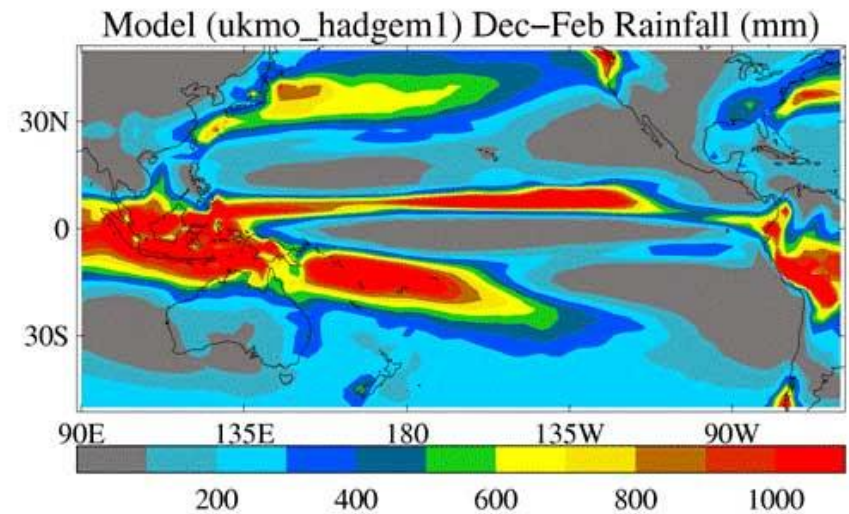 Model (ukmo_hadgem1) Dec−Feb Rainfall (mm)
30N
0
30S
90E 135E 180 135W 90W
200 400 600 800 1000